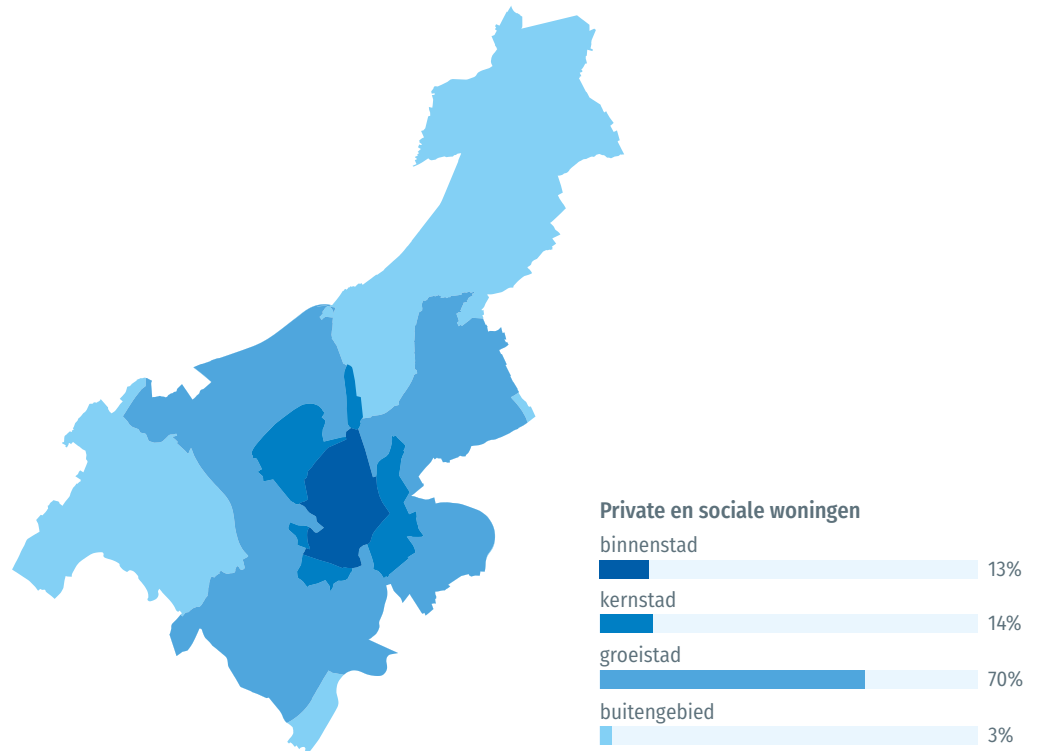 Private en sociale woningen
binnenstad
13%
kernstad
14%
groeistad
70%
buitengebied
3%